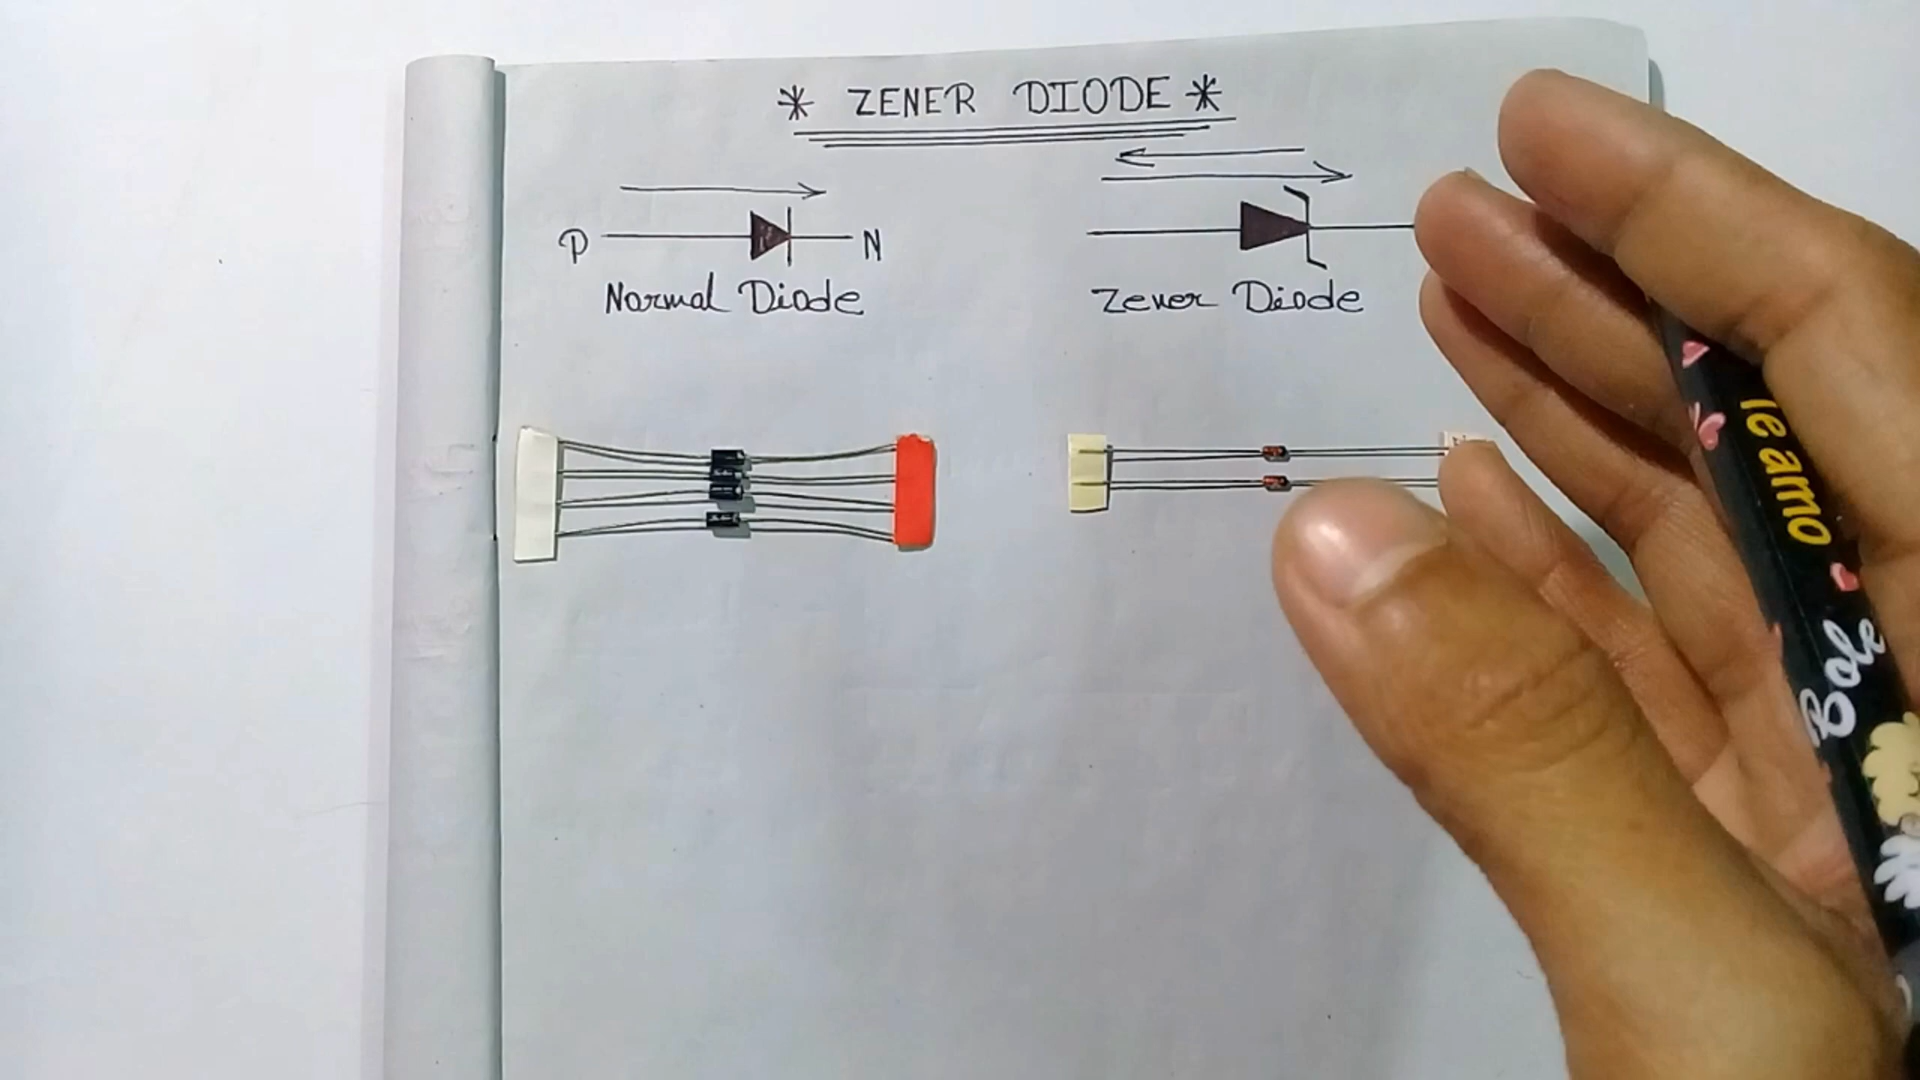 * ZENER DIODE *
P N
Normal Diode
Zener Diode
Te amo
Bole